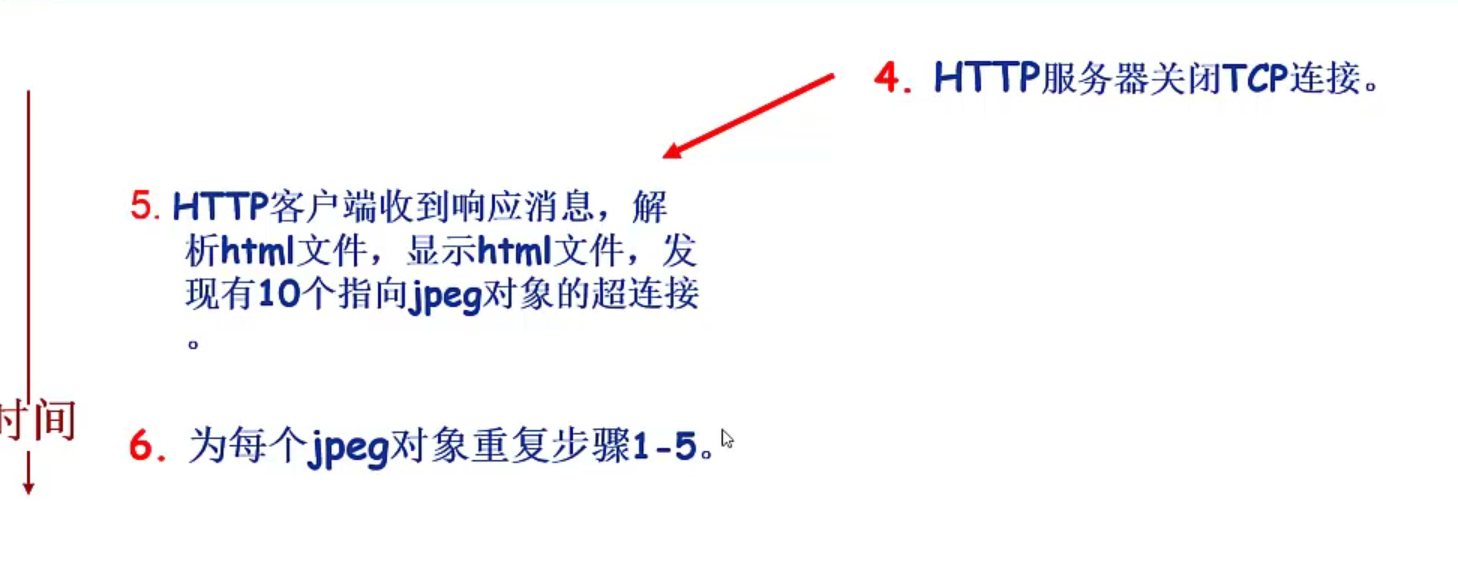 4. HTTP服务器关闭TCP连接。
5. HTTP客户端收到响应消息，解
析html文件，显示html文件，发
现有10个指向jpeg对象的超连接
。
时间
6. 为每个jpeg对象重复步骤1-5。